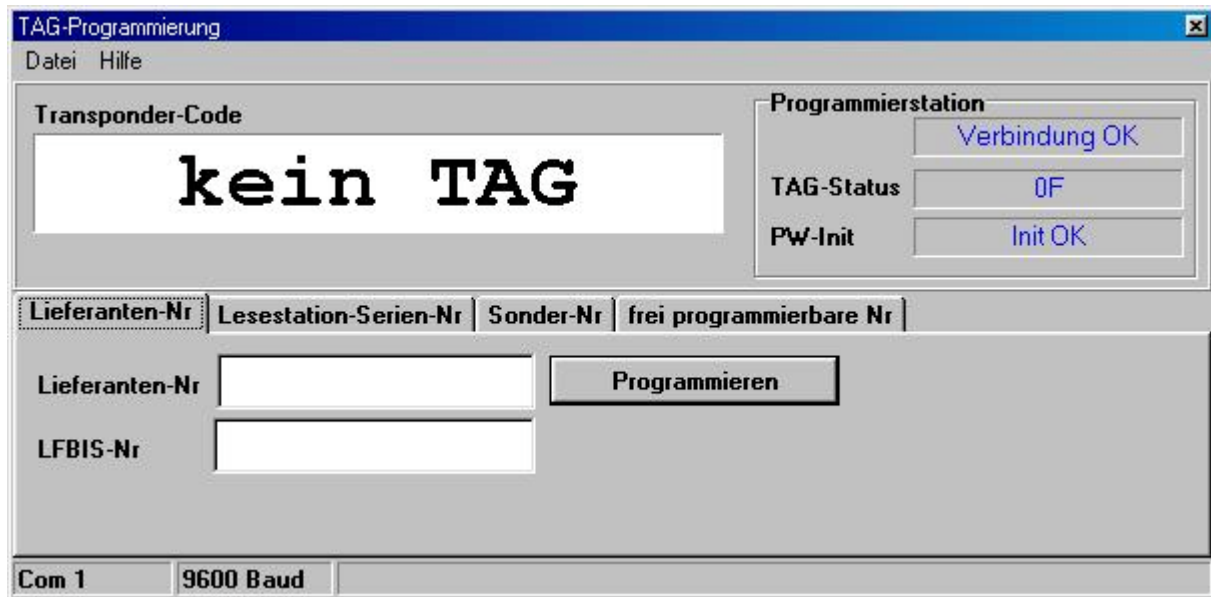 TAG-Programmierung
Datei Hilfe
Transponder-Code
kein TAG
Programmierstation
Verbindung OK
TAG-Status 0F
PW-Init Init OK
Lieferanten-Nr Lesestation-Serien-Nr Sonder-Nr frei programmierbare Nr
Lieferanten-Nr Programmieren
LFBIS-Nr
Com 1 9600 Baud